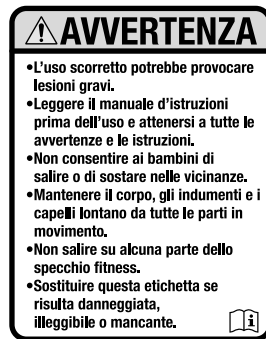 AVVERTENZA
•L'uso scorretto potrebbe provocare
lesioni gravi.
•Leggere il manuale d'istruzioni
prima dell'uso e attenersi a tutte le
avvertenze e le istruzioni.
•Non consentire ai bambini di
salire o di sostare nelle vicinanze.
•Mantenere il corpo, gli indumenti e i
capelli lontano da tutte le parti in
movimento.
•Non salire su alcuna parte dello
specchio fitness.
•Sostituire questa etichetta se
risulta danneggiata,
illeggibile o mancante.